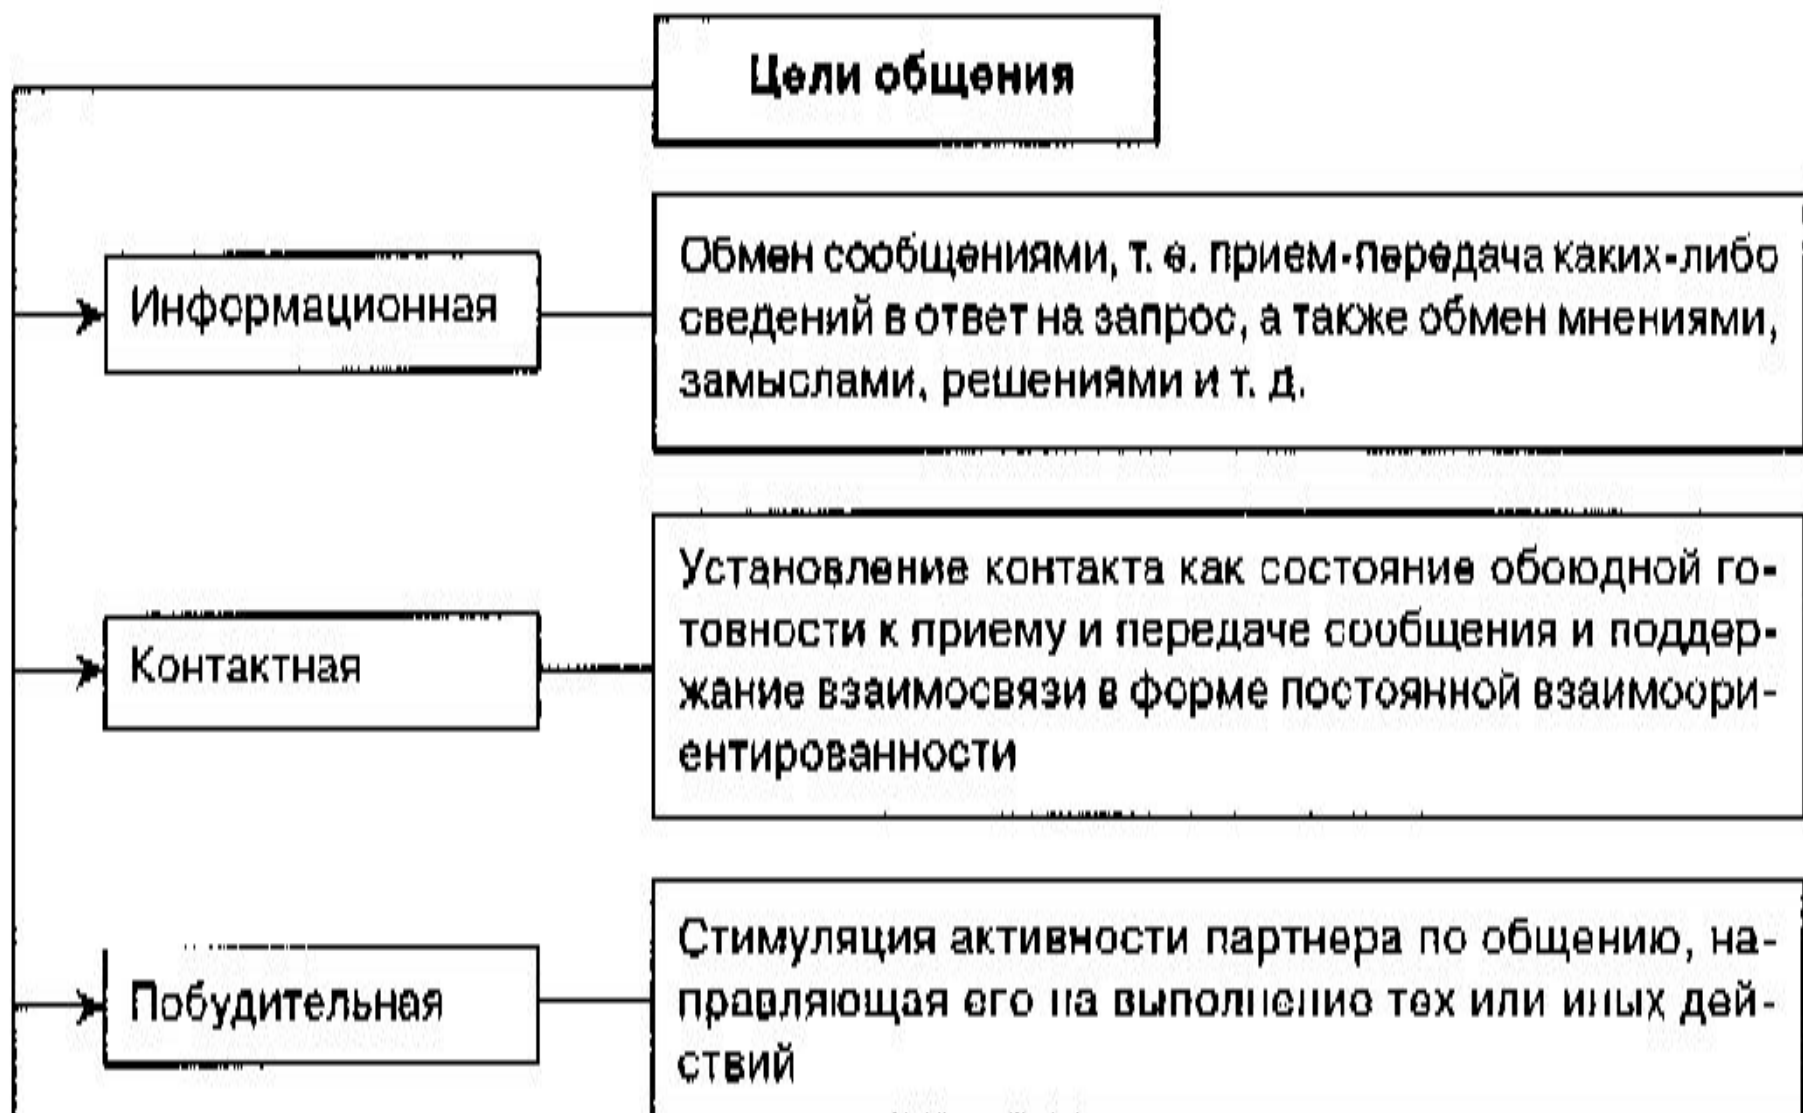 Цели общения
Информационная
Обмен сообщениями, т. е. прием-передача каких-либо
сведений в ответ на запрос, а также обмен мнениями,
замыслами, решениями и т. д.
Контактная
Установление контакта как состояние обоюдной го-
товности к приему и передаче сообщения и поддер-
жание взаимосвязи в форме постоянной взаимоори-
ентированности
Побудительная
Стимуляция активности партнера по общению, на-
правляющая его на выполнение тех или иных дей-
ствий